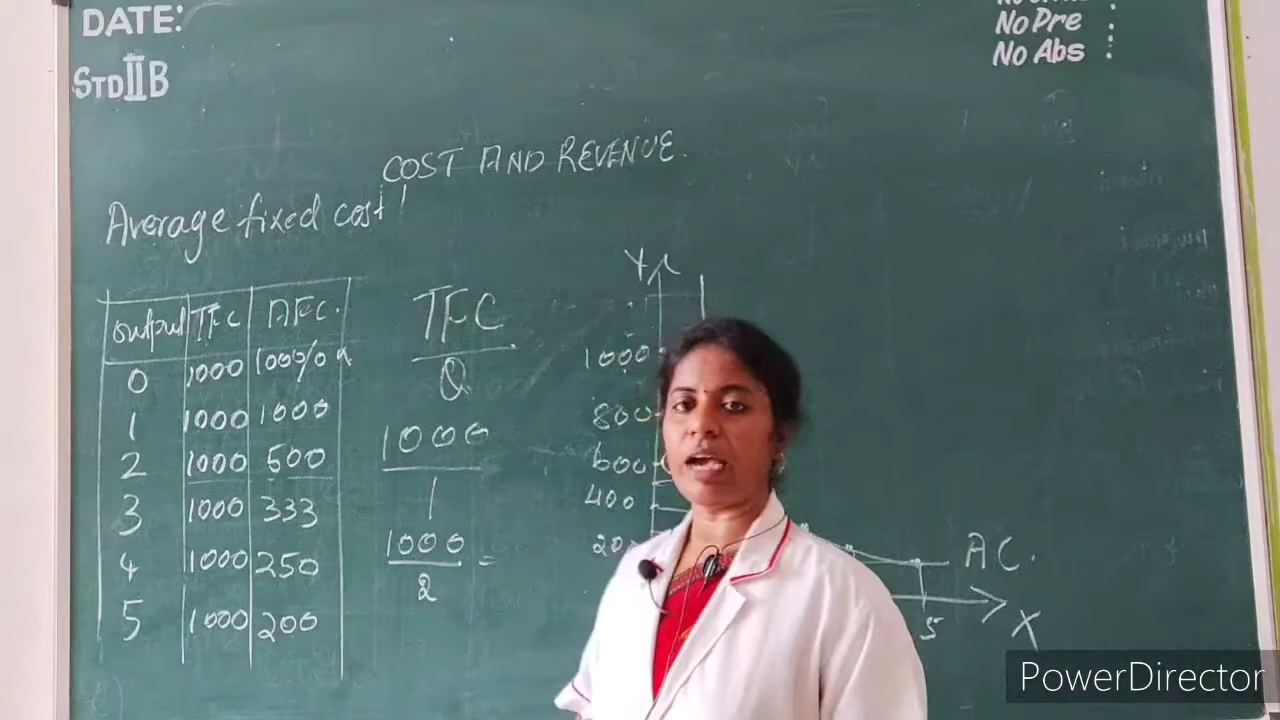 DATE:
STD II B
No Pre :
No Abs :
COST AND REVENUE.
Average fixed cost
output TFC AFC.
0 1000
1 1000 1000
2 1000 500
3 1000 333
4 1000 250
5 1000 200
TFC
Q
1000
1
1000 =
2
Y
1000
800
600
400
AC.
5 X
PowerDirector